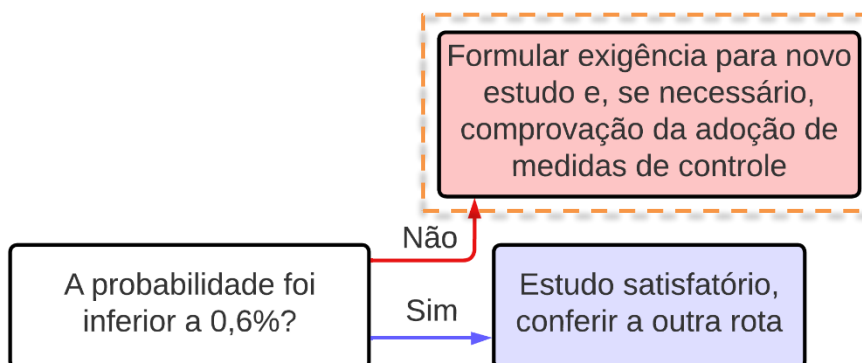 Formular exigência para novo
estudo e, se necessário,
comprovação da adoção de
medidas de controle
Não
A probabilidade foi
inferior a 0,6%?
Sim
Estudo satisfatório,
conferir a outra rota